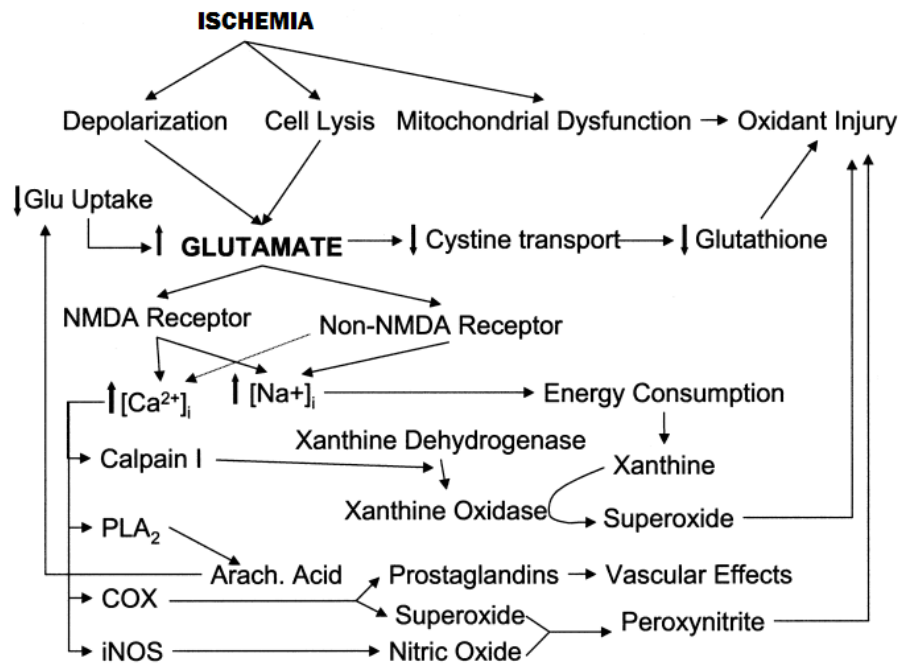 ISCHEMIA
Depolarization Cell Lysis Mitochondrial Dysfunction Oxidant Injury
Glu Uptake
GLUTAMATE Cystine transport Glutathione
NMDA Receptor Non-NMDA Receptor
[Ca²⁺]ᵢ [Na+]ᵢ Energy Consumption
Xanthine Dehydrogenase
Calpain I Xanthine
Xanthine Oxidase Superoxide
PLA₂
Arach. Acid Prostaglandins Vascular Effects
COX
Superoxide Peroxynitrite
iNOS Nitric Oxide